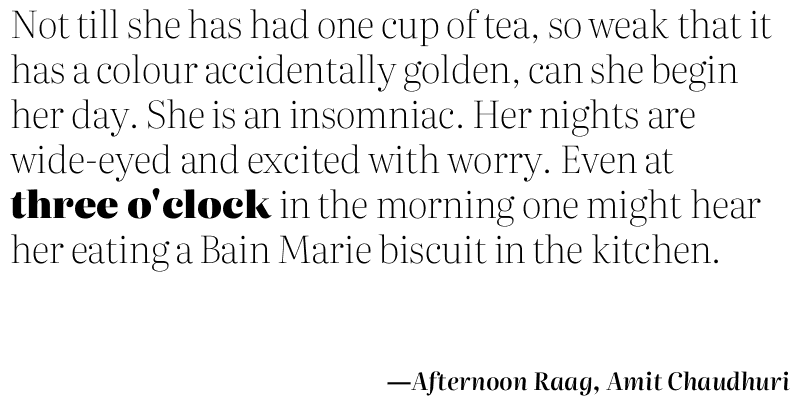 Not till she has had one cup of tea, so weak that it
has a colour accidentally golden, can she begin
her day. She is an insomniac. Her nights are
wide-eyed and excited with worry. Even at
three o'clock in the morning one might hear
her eating a Bain Marie biscuit in the kitchen.
—Afternoon Raag, Amit Chaudhuri